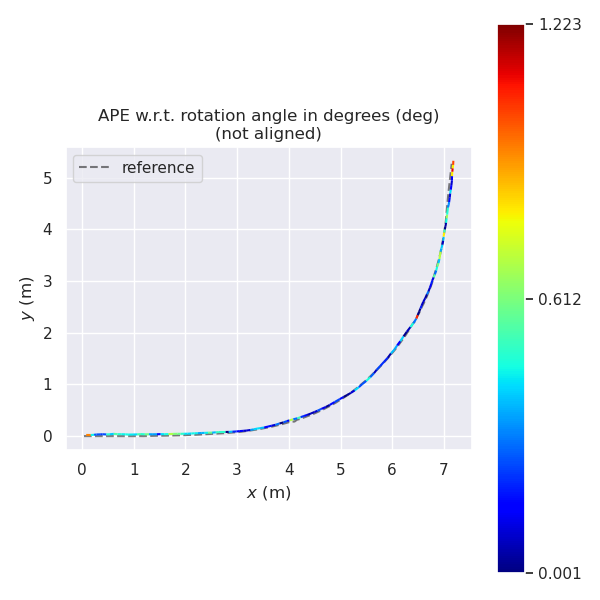 1.223
APE w.r.t. rotation angle in degrees (deg)
(not aligned)
reference
5
4
3
2
1
0
y (m)
0 1 2 3 4 5 6 7
x (m)
0.612
0.001